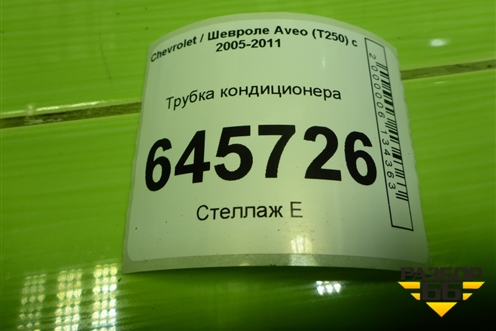 Chevrolet / Шевроле Aveo (T250) с
2005-2011
Трубка кондиционера
645726
Стеллаж Е
2000006134363
РАЗБОР
66